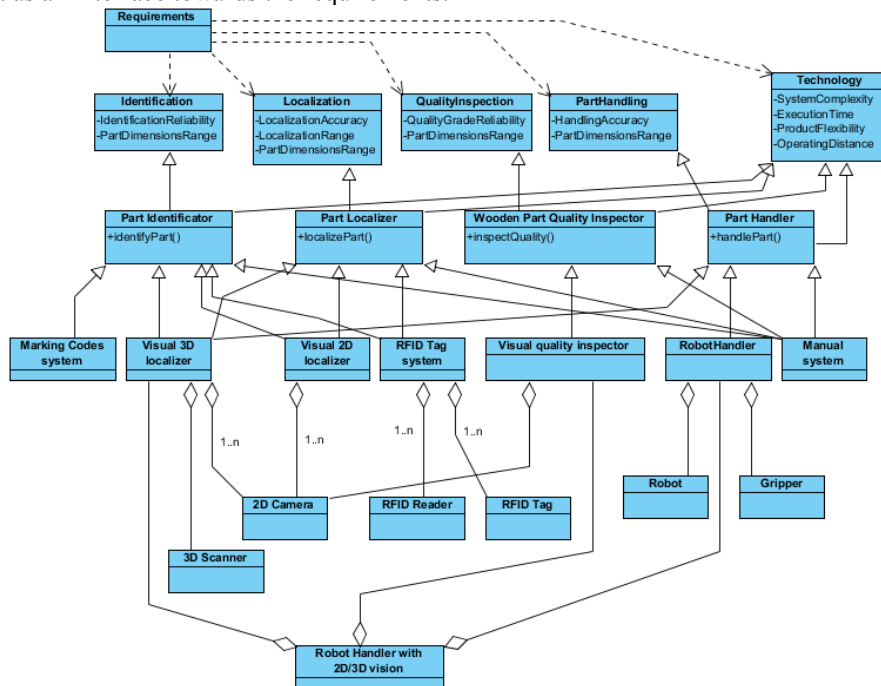 Requirements
Technology
-SystemComplexity
-ExecutionTime
-ProductFlexibility
-OperatingDistance
Identification
-IdentificationReliability
-PartDimensionsRange
Localization
-LocalizationAccuracy
-LocalizationRange
-PartDimensionsRange
QualityInspection
-QualityGradeReliability
-PartDimensionsRange
PartHandling
-HandlingAccuracy
-PartDimensionsRange
Part Identificator
+identifyPart()
Part Localizer
+localizePart()
Wooden Part Quality Inspector
+inspectQuality()
Part Handler
+handlePart()
Marking Codes
system
Visual 3D
localizer
Visual 2D
localizer
RFID Tag
system
Visual quality inspector
RobotHandler
Manual
system
1..n
1..n
1..n
1..n
2D Camera
RFID Reader
RFID Tag
Robot
Gripper
3D Scanner
Robot Handler with
2D/3D vision